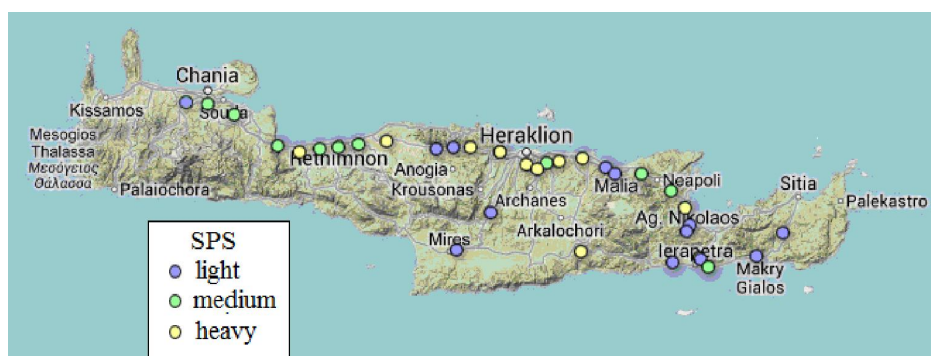 Chania
Kissamos
Souda
Mesogios
Thalassa
Μεσόγειος
Θάλασσα
Palaiochora
Rethimnon
Heraklion
Anogia
Krousonas
Archanes
Malia
Neapoli
Sitia
Palekastro
Ag. Nikolaos
Arkalochori
Mires
Ierapetra
Makry
Gialos
SPS
light
medium
heavy